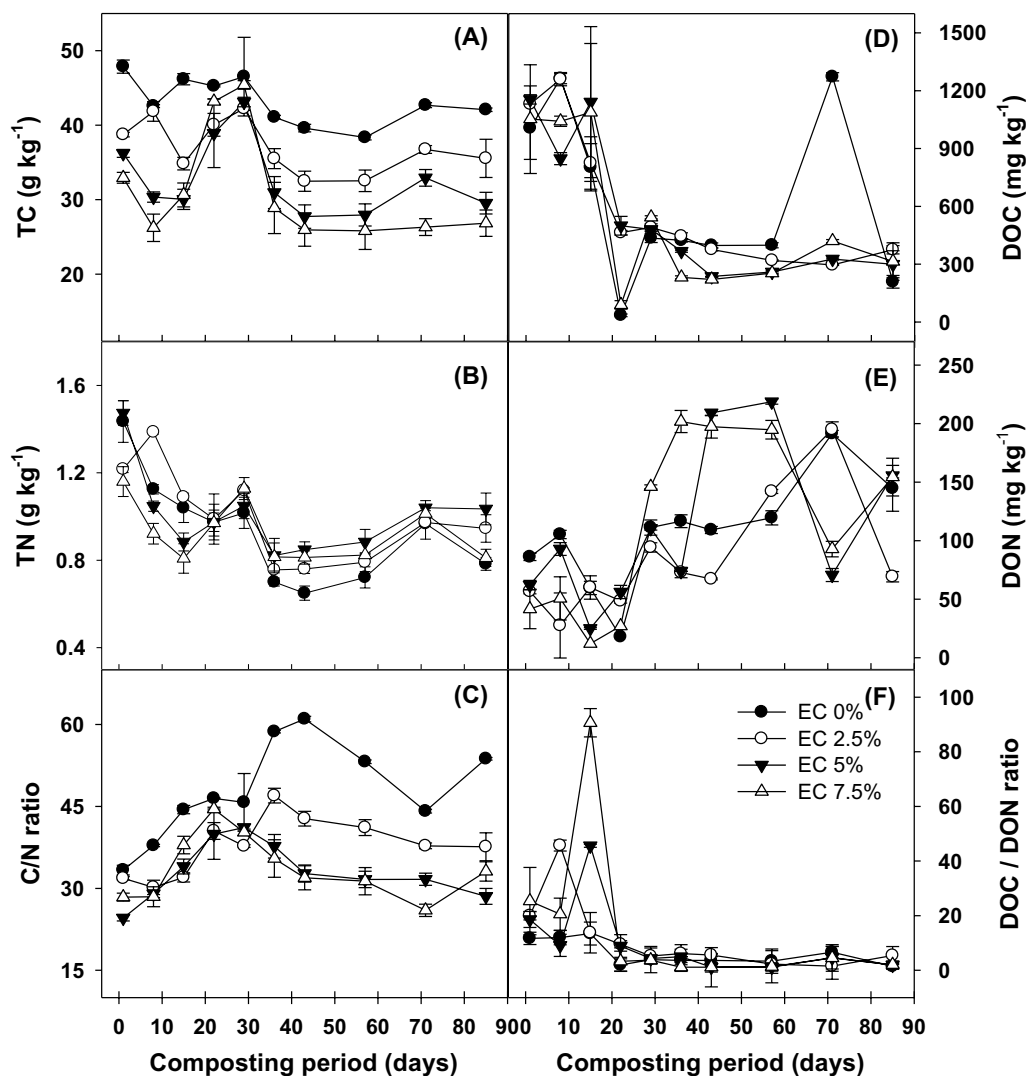 (A)
50
40
30
20
TC (g kg-1)
(B)
1.6
1.2
0.8
0.4
TN (g kg-1)
(C)
60
45
30
15
C/N ratio
0 10 20 30 40 50 60 70 80 90
Composting period (days)
(D)
1500
1200
900
600
300
0
DOC (mg kg-1)
(E)
250
200
150
100
50
0
DON (mg kg-1)
(F)
EC 0%
EC 2.5%
EC 5%
EC 7.5%
100
80
60
40
20
0
DOC / DON ratio
0 10 20 30 40 50 60 70 80 90
Composting period (days)